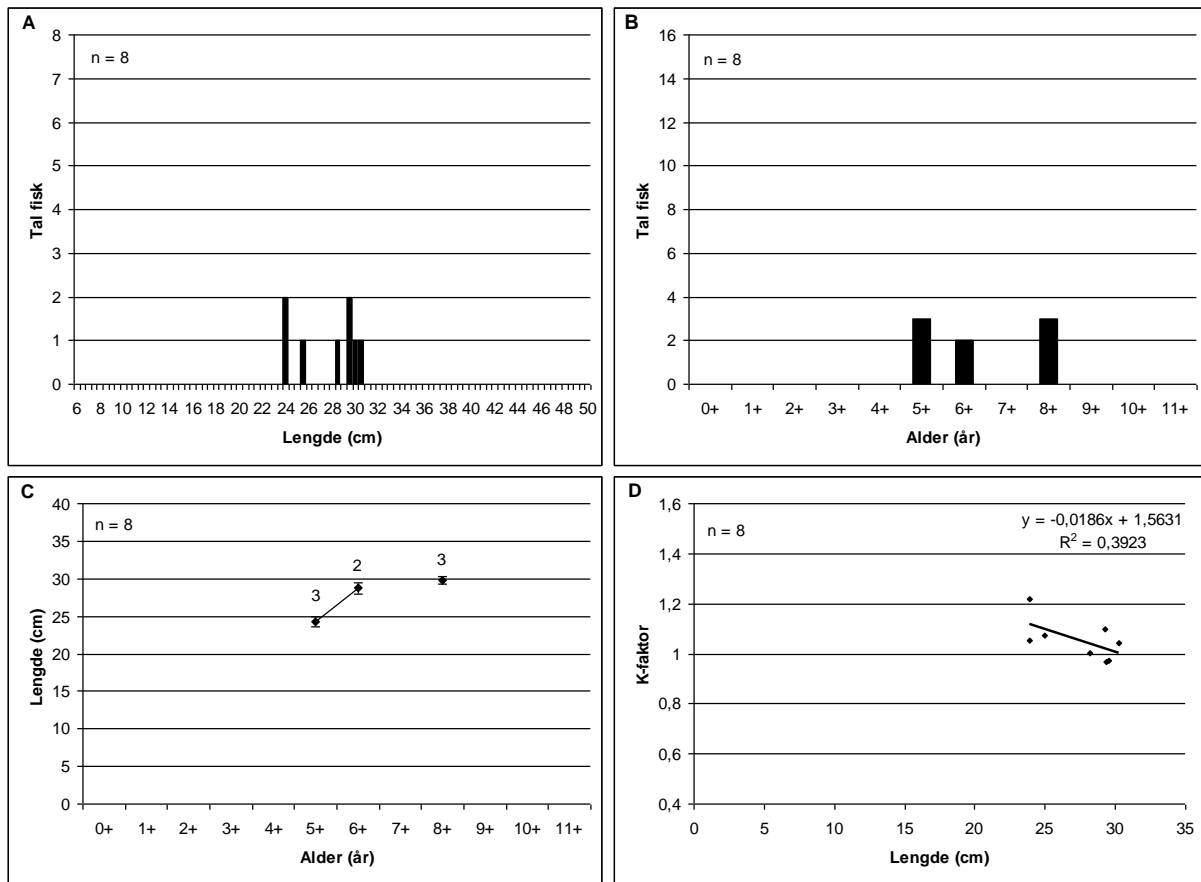 A
n = 8
Tal fisk
8
7
6
5
4
3
2
1
0
6 8 10 12 14 16 18 20 22 24 26 28 30 32 34 36 38 40 42 44 46 48 50
Lengde (cm)
B
n = 8
Tal fisk
16
14
12
10
8
6
4
2
0
0+ 1+ 2+ 3+ 4+ 5+ 6+ 7+ 8+ 9+ 10+ 11+
Alder (år)
C
n = 8
Lengde (cm)
40
35
30
25
20
15
10
5
0
3
2
3
0+ 1+ 2+ 3+ 4+ 5+ 6+ 7+ 8+ 9+ 10+ 11+
Alder (år)
D
n = 8
y = -0,0186x + 1,5631
R² = 0,3923
K-faktor
1,6
1,4
1,2
1
0,8
0,6
0,4
0 5 10 15 20 25 30 35
Lengde (cm)